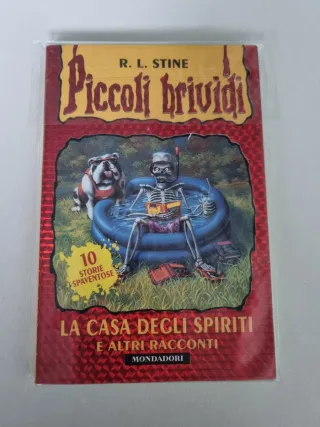 R. L. STINE
Piccoli brividi
10
STORIE
SPAVENTOSE
LA CASA DEGLI SPIRITI
E ALTRI RACCONTI
MONDADORI